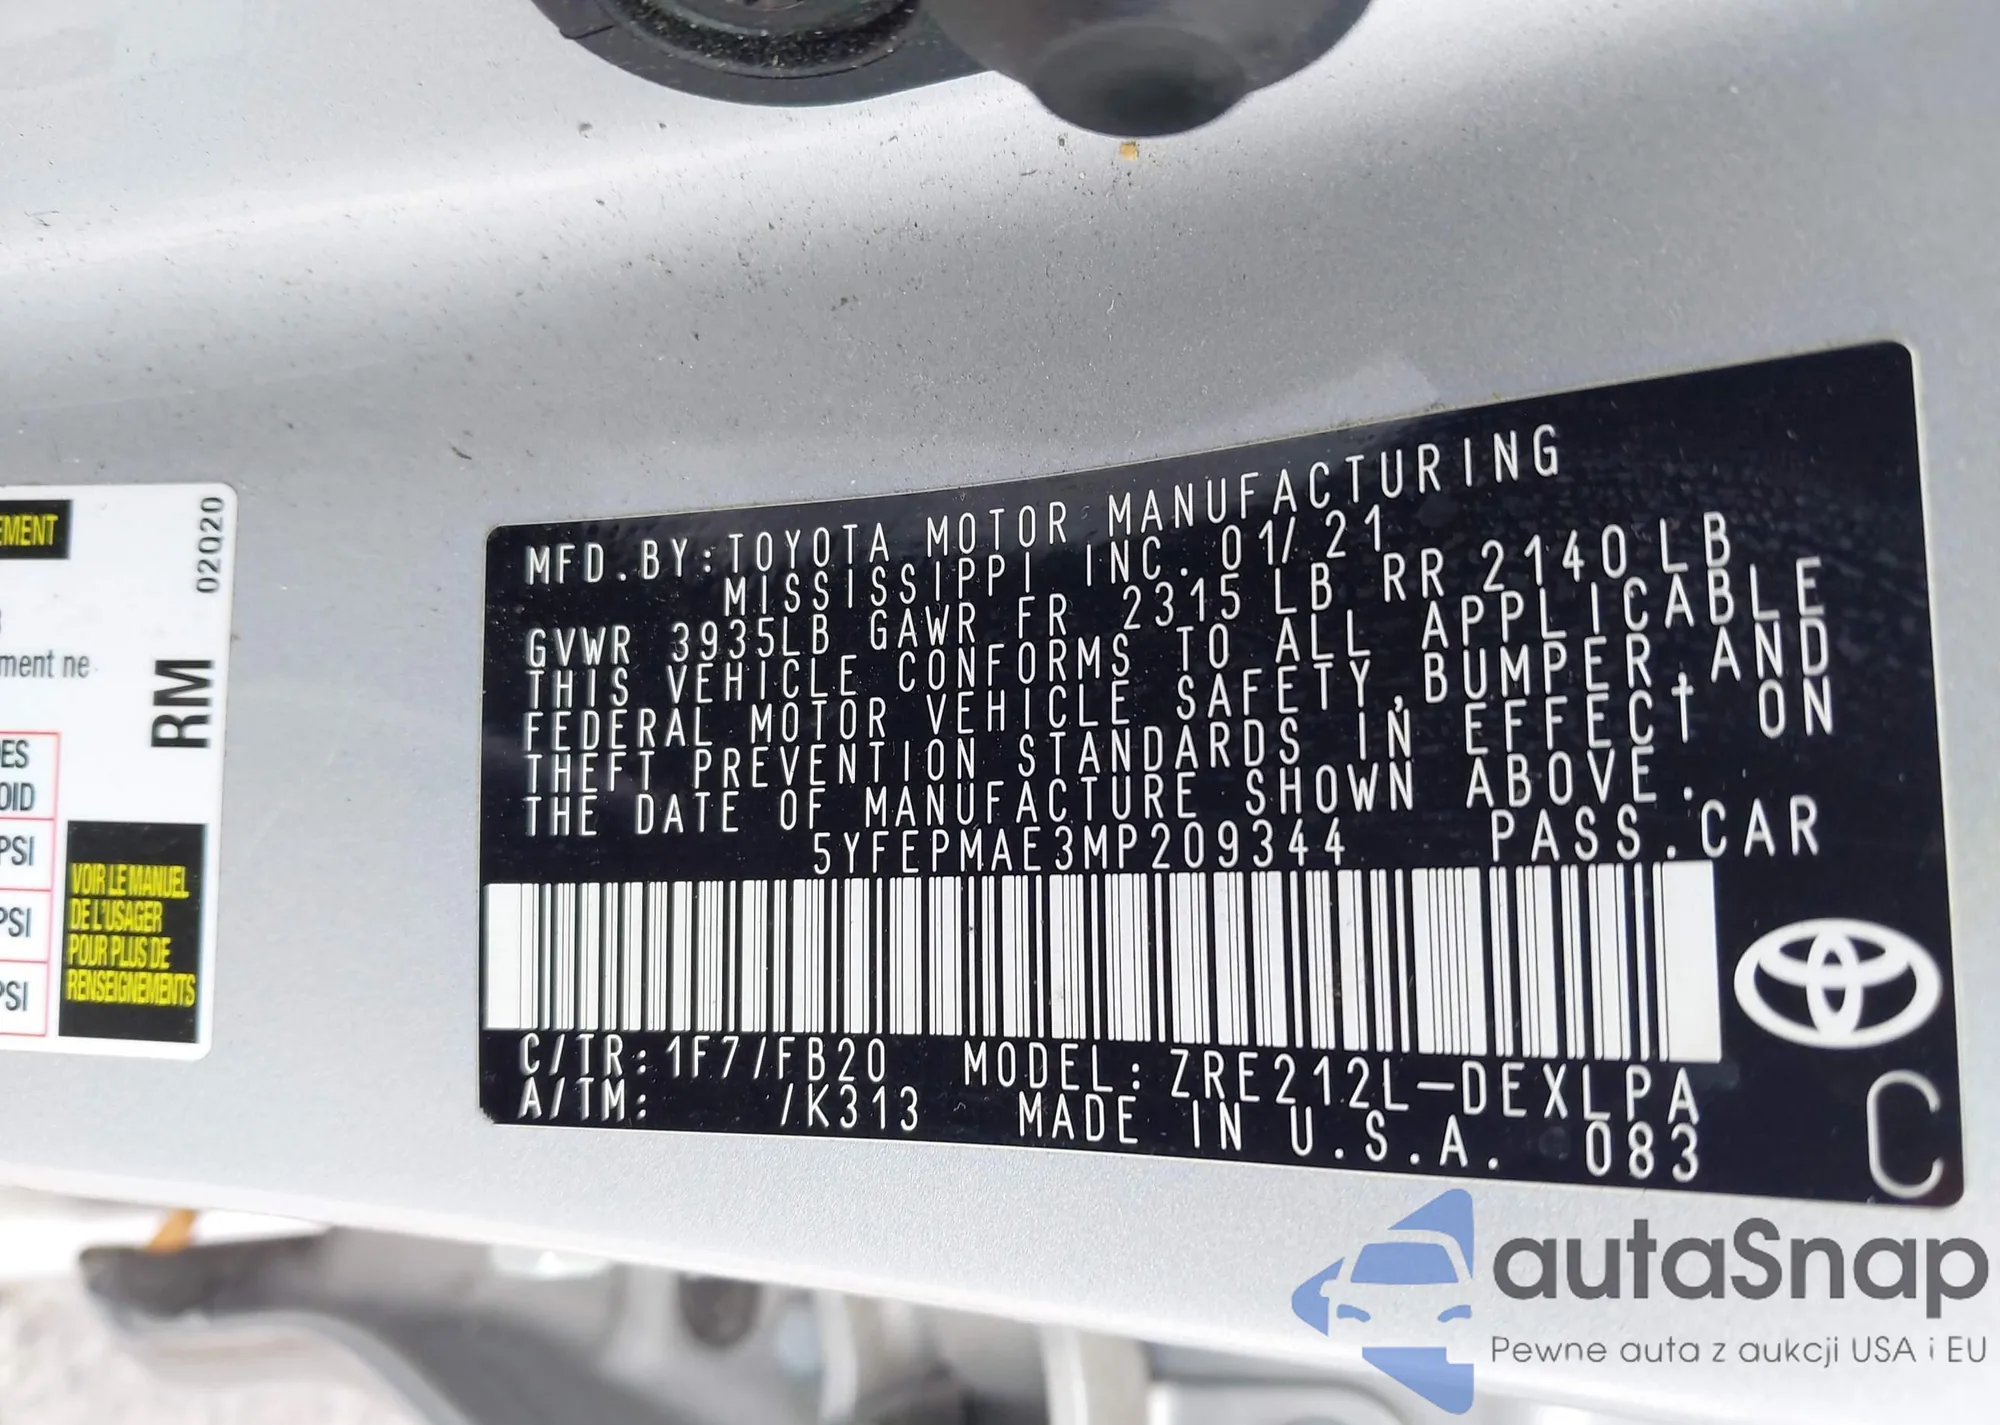 EMENT
02020
ment ne
RM
ES
OID
PSI
PSI
PSI
VOIR LE MANUEL
DE L'USAGER
POUR PLUS DE
RENSEIGNEMENTS
MFD.BY:TOYOTA MOTOR MANUFACTURING
MISSISSIPPI INC. 01/21
GVWR 3935LB GAWR FR 2315 LB RR 2140 LB
THIS VEHICLE CONFORMS TO ALL APPLICABLE
FEDERAL MOTOR VEHICLE SAFETY,BUMPER,AND
THEFT PREVENTION STANDARDS IN EFFECT ON
THE DATE OF MANUFACTURE SHOWN ABOVE.
5YFEPMAE3MP209344 PASS.CAR
C/TR:1F7/FB20 MODEL:ZRE212L-DEXLPA
A/TM: /K313 MADE IN U.S.A. 083
C
autaSnap
Pewne auta z aukcji USA i EU